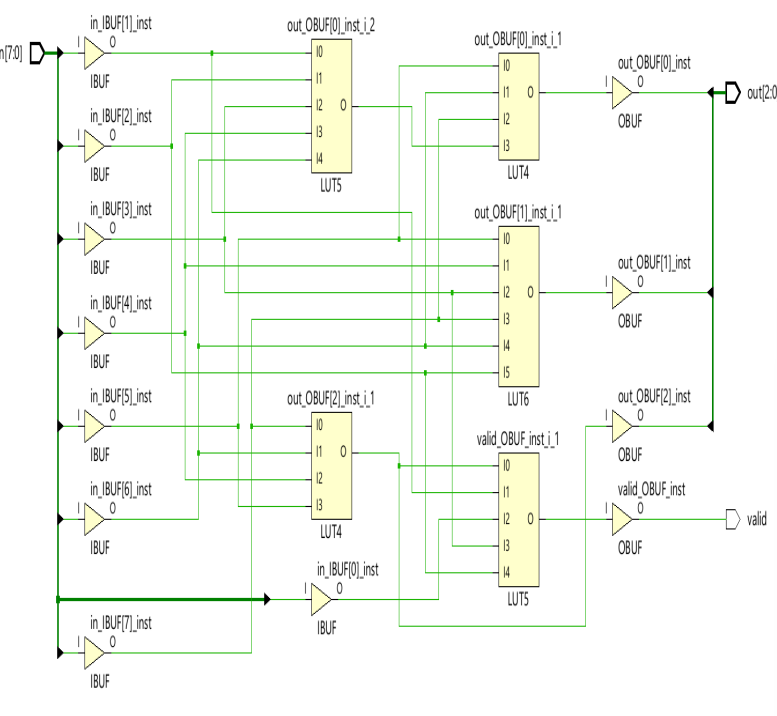 n[7:0]
in_IBUF[1]_inst
I
O
IBUF
in_IBUF[2]_inst
I
O
IBUF
in_IBUF[3]_inst
I
O
IBUF
in_IBUF[4]_inst
I
O
IBUF
in_IBUF[5]_inst
I
O
IBUF
in_IBUF[6]_inst
I
O
IBUF
in_IBUF[7]_inst
I
O
IBUF
out_OBUF[0]_inst_i_2
I0
I1
I2
I3
I4
O
LUT5
out_OBUF[2]_inst_i_1
I0
I1
I2
I3
O
LUT4
in_IBUF[0]_inst
I
O
IBUF
out_OBUF[0]_inst_i_1
I0
I1
I2
I3
O
LUT4
out_OBUF[1]_inst_i_1
I0
I1
I2
I3
I4
I5
O
LUT6
valid_OBUF_inst_i_1
I0
I1
I2
I3
I4
O
LUT5
out_OBUF[0]_inst
I
O
OBUF
out_OBUF[1]_inst
I
O
OBUF
out_OBUF[2]_inst
I
O
OBUF
valid_OBUF_inst
I
O
OBUF
out[2:0
valid